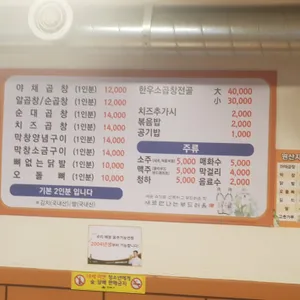 야채곱창 (1인분) 12,000
알곱창/순곱창 (1인분) 12,000
순대곱창 (1인분) 12,000
치즈곱창 (1인분) 14,000
막창양념구이 (1인분) 14,000
막창소금구이 (1인분) 14,000
뼈없는닭발 (1인분) 14,000
오돌뼈 (1인분) 14,000
기본 2인분 입니다
한우소곱창전골 大 40,000
小 30,000
치즈추가시 2,000
볶음밥 2,000
공기밥 1,000
주류
소주 5,000 매화수 5,000
맥주 5,000 막걸리 4,000
청하 5,000 음료수 2,000
원산지